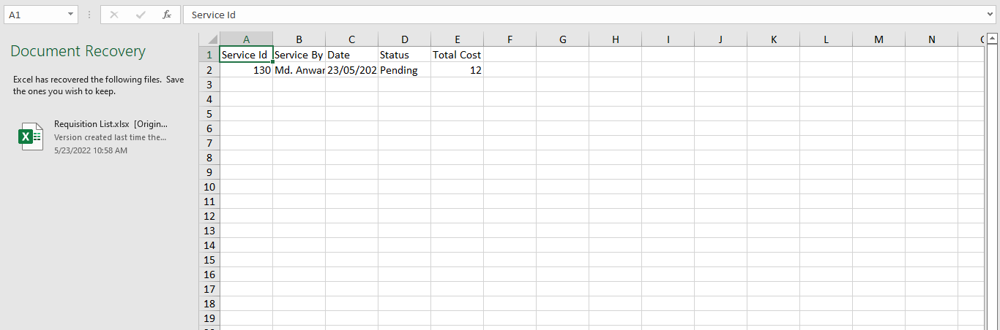 A1
fx
Service Id
Document Recovery
Excel has recovered the following files. Save
the ones you wish to keep.
Requisition List.xlsx [Origin...
Version created last time the...
5/23/2022 10:58 AM
A B C D E F G H I J K L M N
1 Service Id Service By Date Status Total Cost
2 130 Md. Anwar 23/05/202 Pending 12
3
4
5
6
7
8
9
10
11
12
13
14
15
16
17
18
19